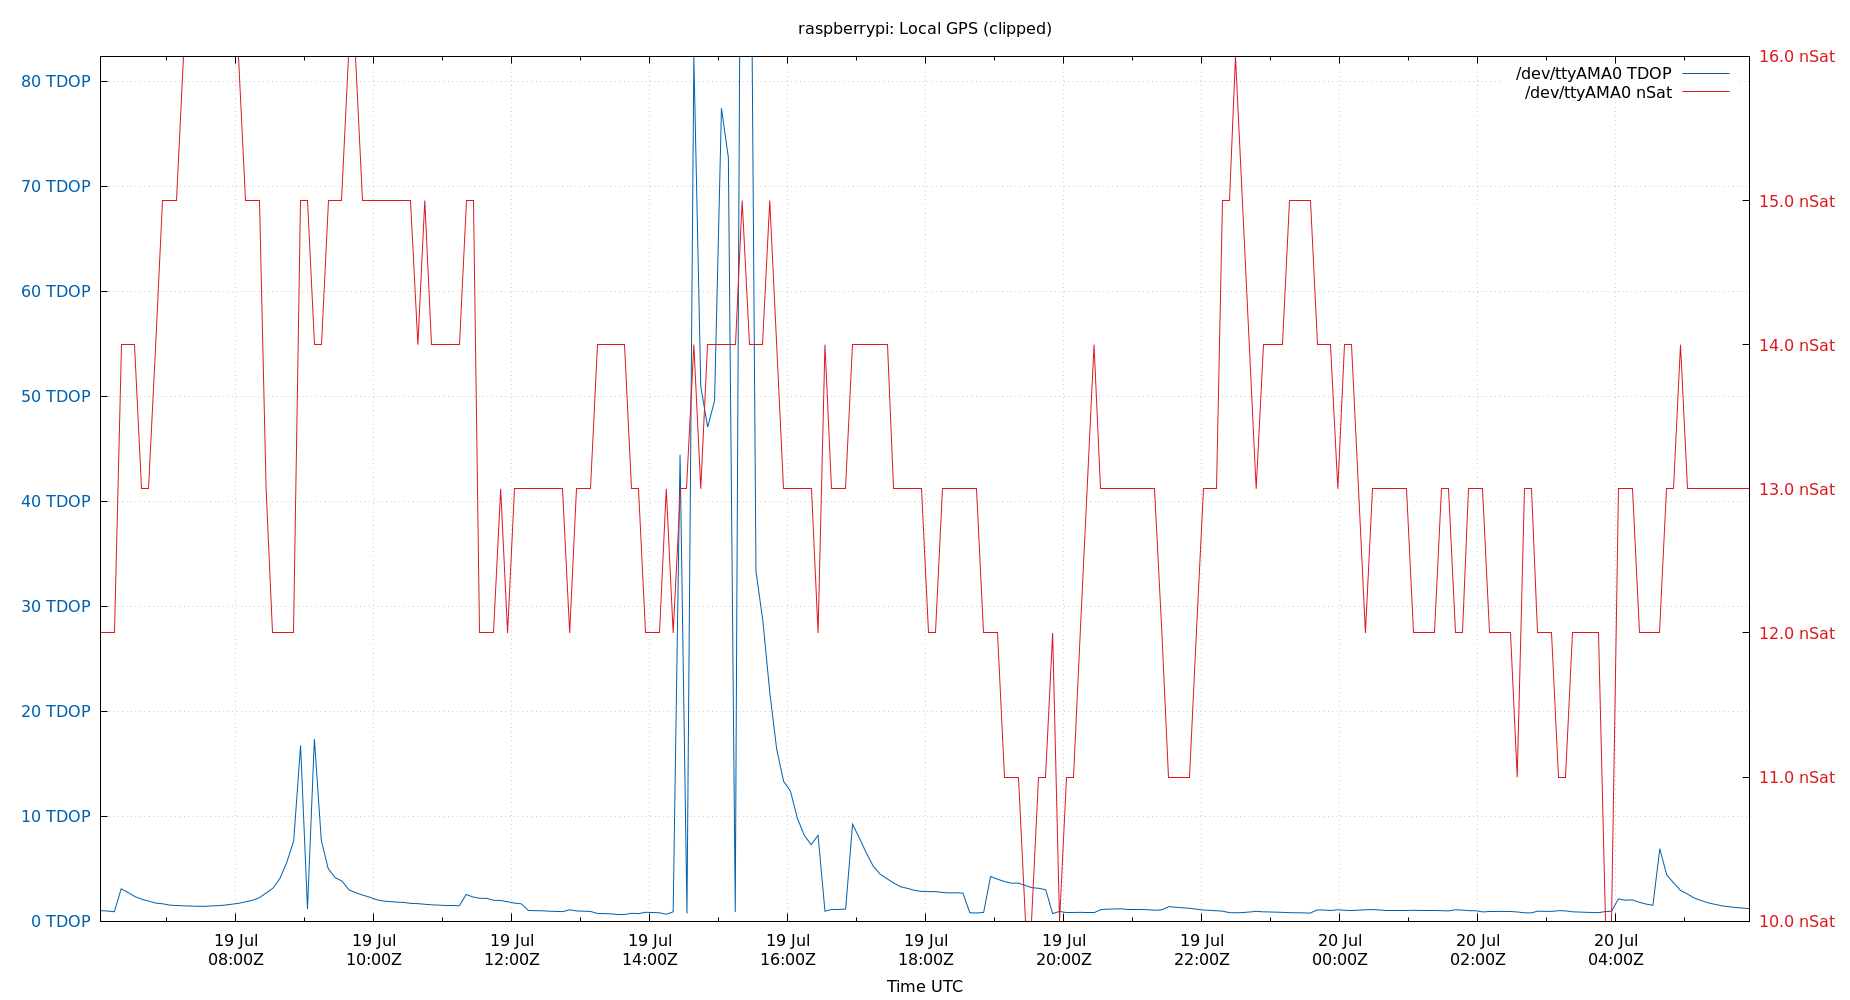 raspberrypi: Local GPS (clipped)
/dev/ttyAMA0 TDOP
/dev/ttyAMA0 nSat
80 TDOP
70 TDOP
60 TDOP
50 TDOP
40 TDOP
30 TDOP
20 TDOP
10 TDOP
0 TDOP
16.0 nSat
15.0 nSat
14.0 nSat
13.0 nSat
12.0 nSat
11.0 nSat
10.0 nSat
19 Jul
08:00Z
19 Jul
10:00Z
19 Jul
12:00Z
19 Jul
14:00Z
19 Jul
16:00Z
19 Jul
18:00Z
19 Jul
20:00Z
19 Jul
22:00Z
20 Jul
00:00Z
20 Jul
02:00Z
20 Jul
04:00Z
Time UTC